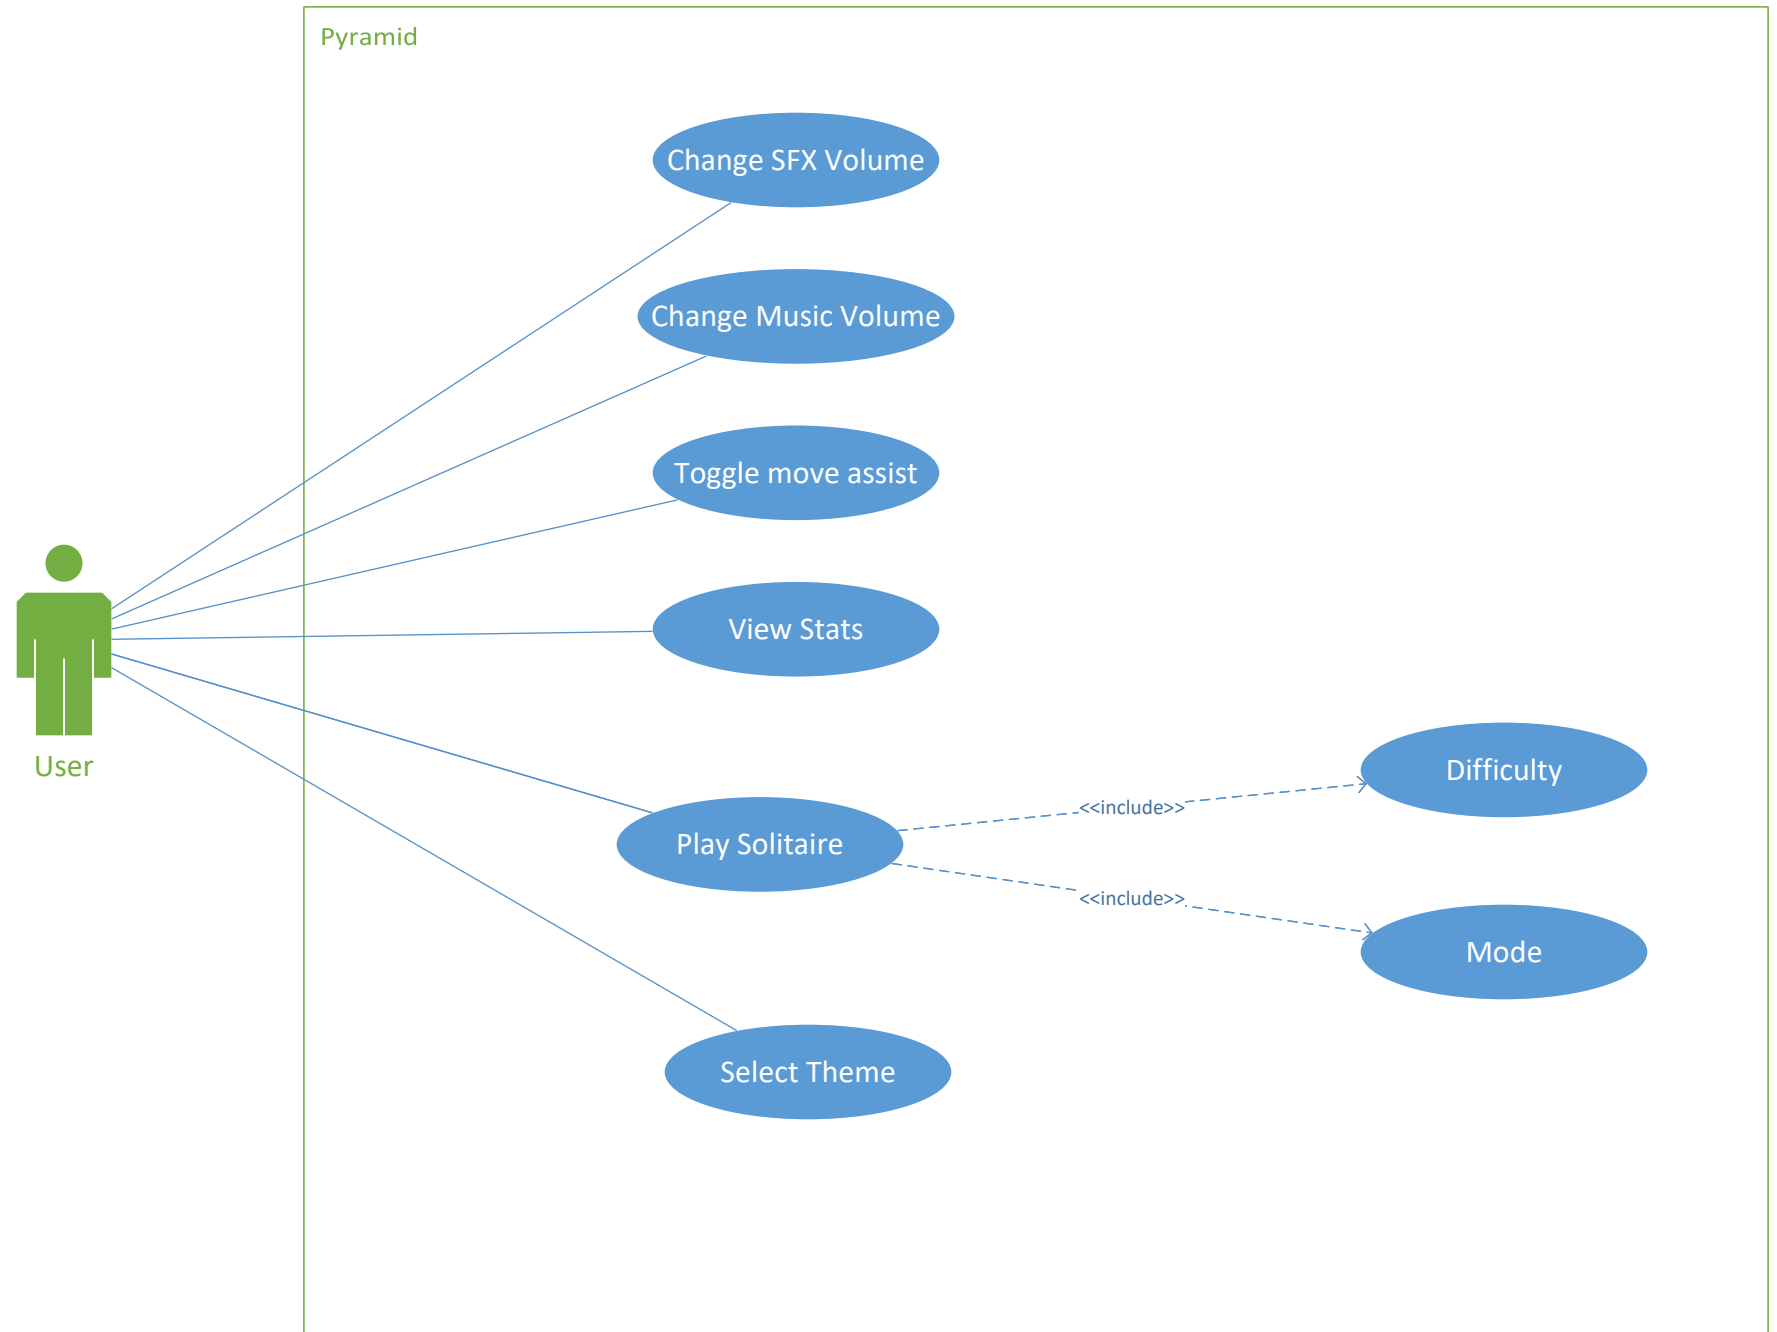 Pyramid
Change SFX Volume
Change Music Volume
Toggle move assist
View Stats
User
Difficulty
<<include>>
Play Solitaire
<<include>>
Mode
Select Theme